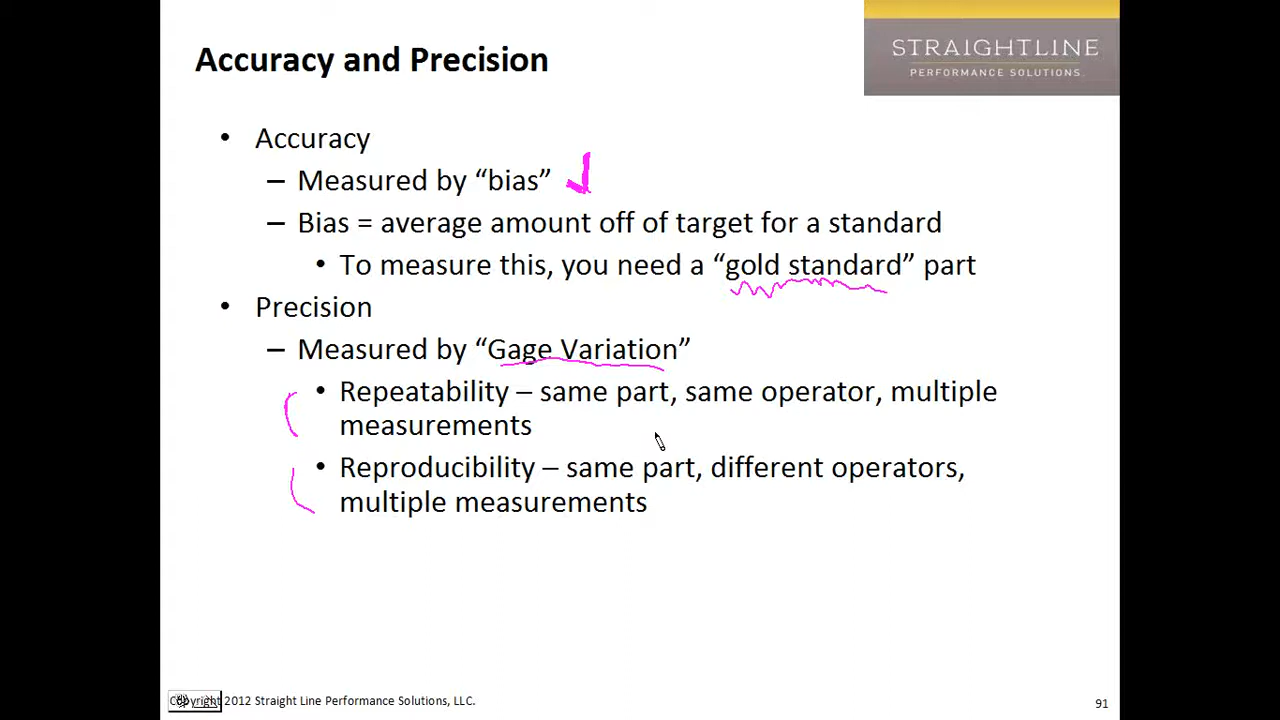 Accuracy and Precision
STRAIGHTLINE
PERFORMANCE SOLUTIONS.
• Accuracy
– Measured by “bias”
– Bias = average amount off of target for a standard
• To measure this, you need a “gold standard” part
• Precision
– Measured by “Gage Variation”
• Repeatability – same part, same operator, multiple
measurements
• Reproducibility – same part, different operators,
multiple measurements
Copyright 2012 Straight Line Performance Solutions, LLC.
91